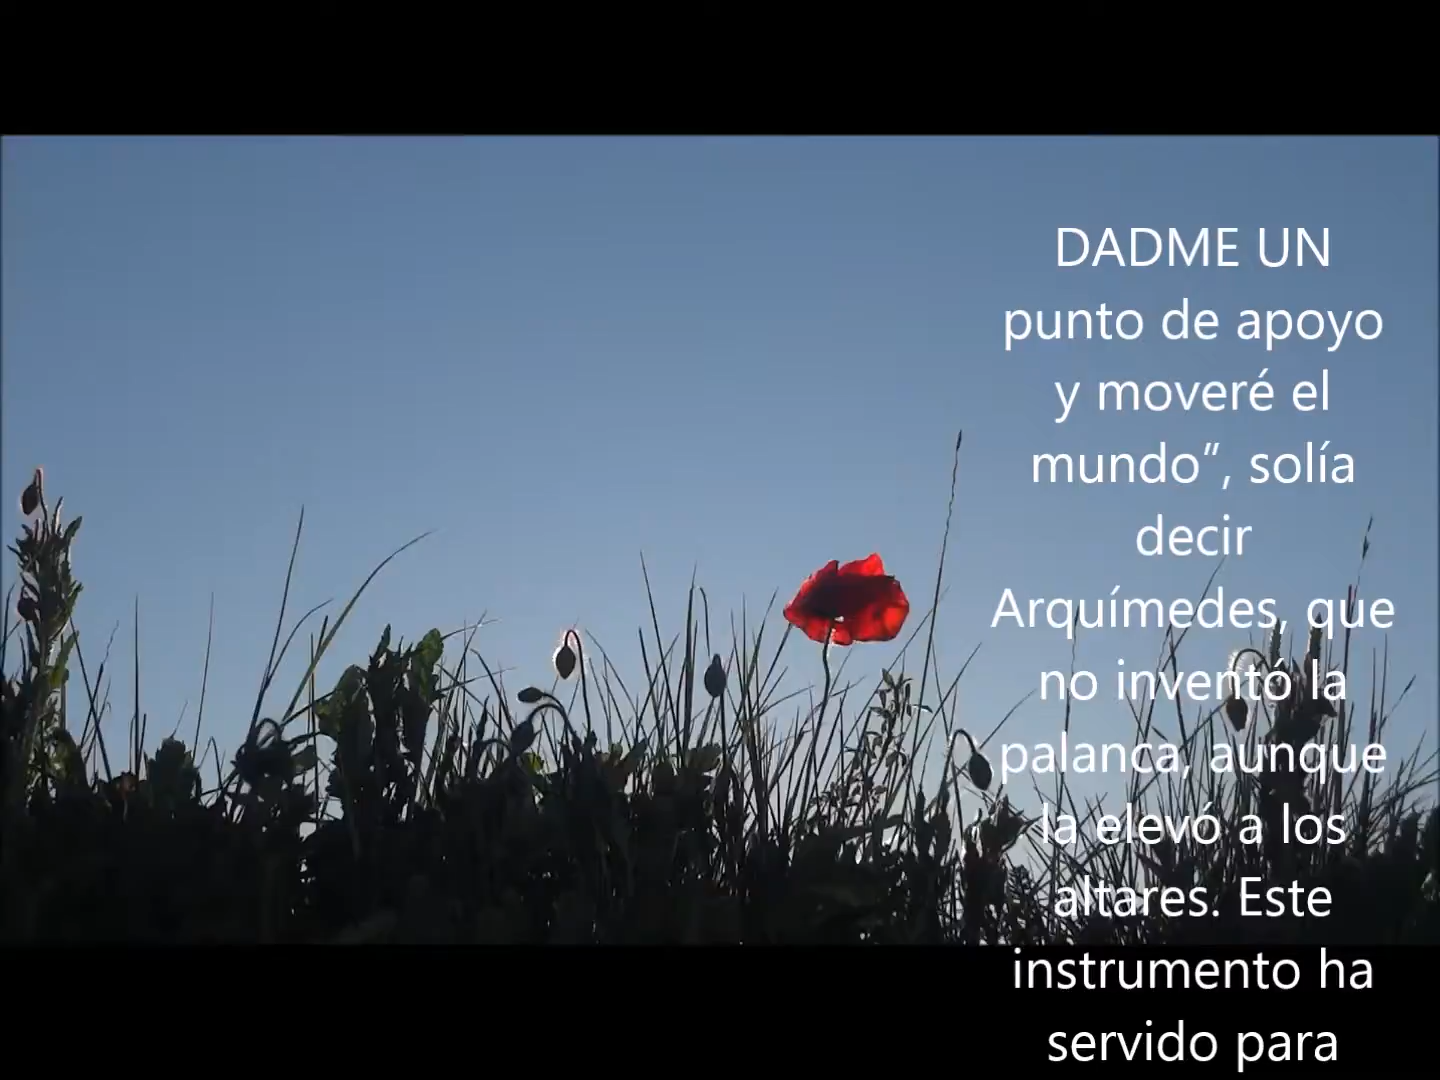 DADME UN
punto de apoyo
y moveré el
mundo”, solía
decir
Arquímedes, que
no inventó la
palanca, aunque
la elevó a los
altares. Este
instrumento ha
servido para